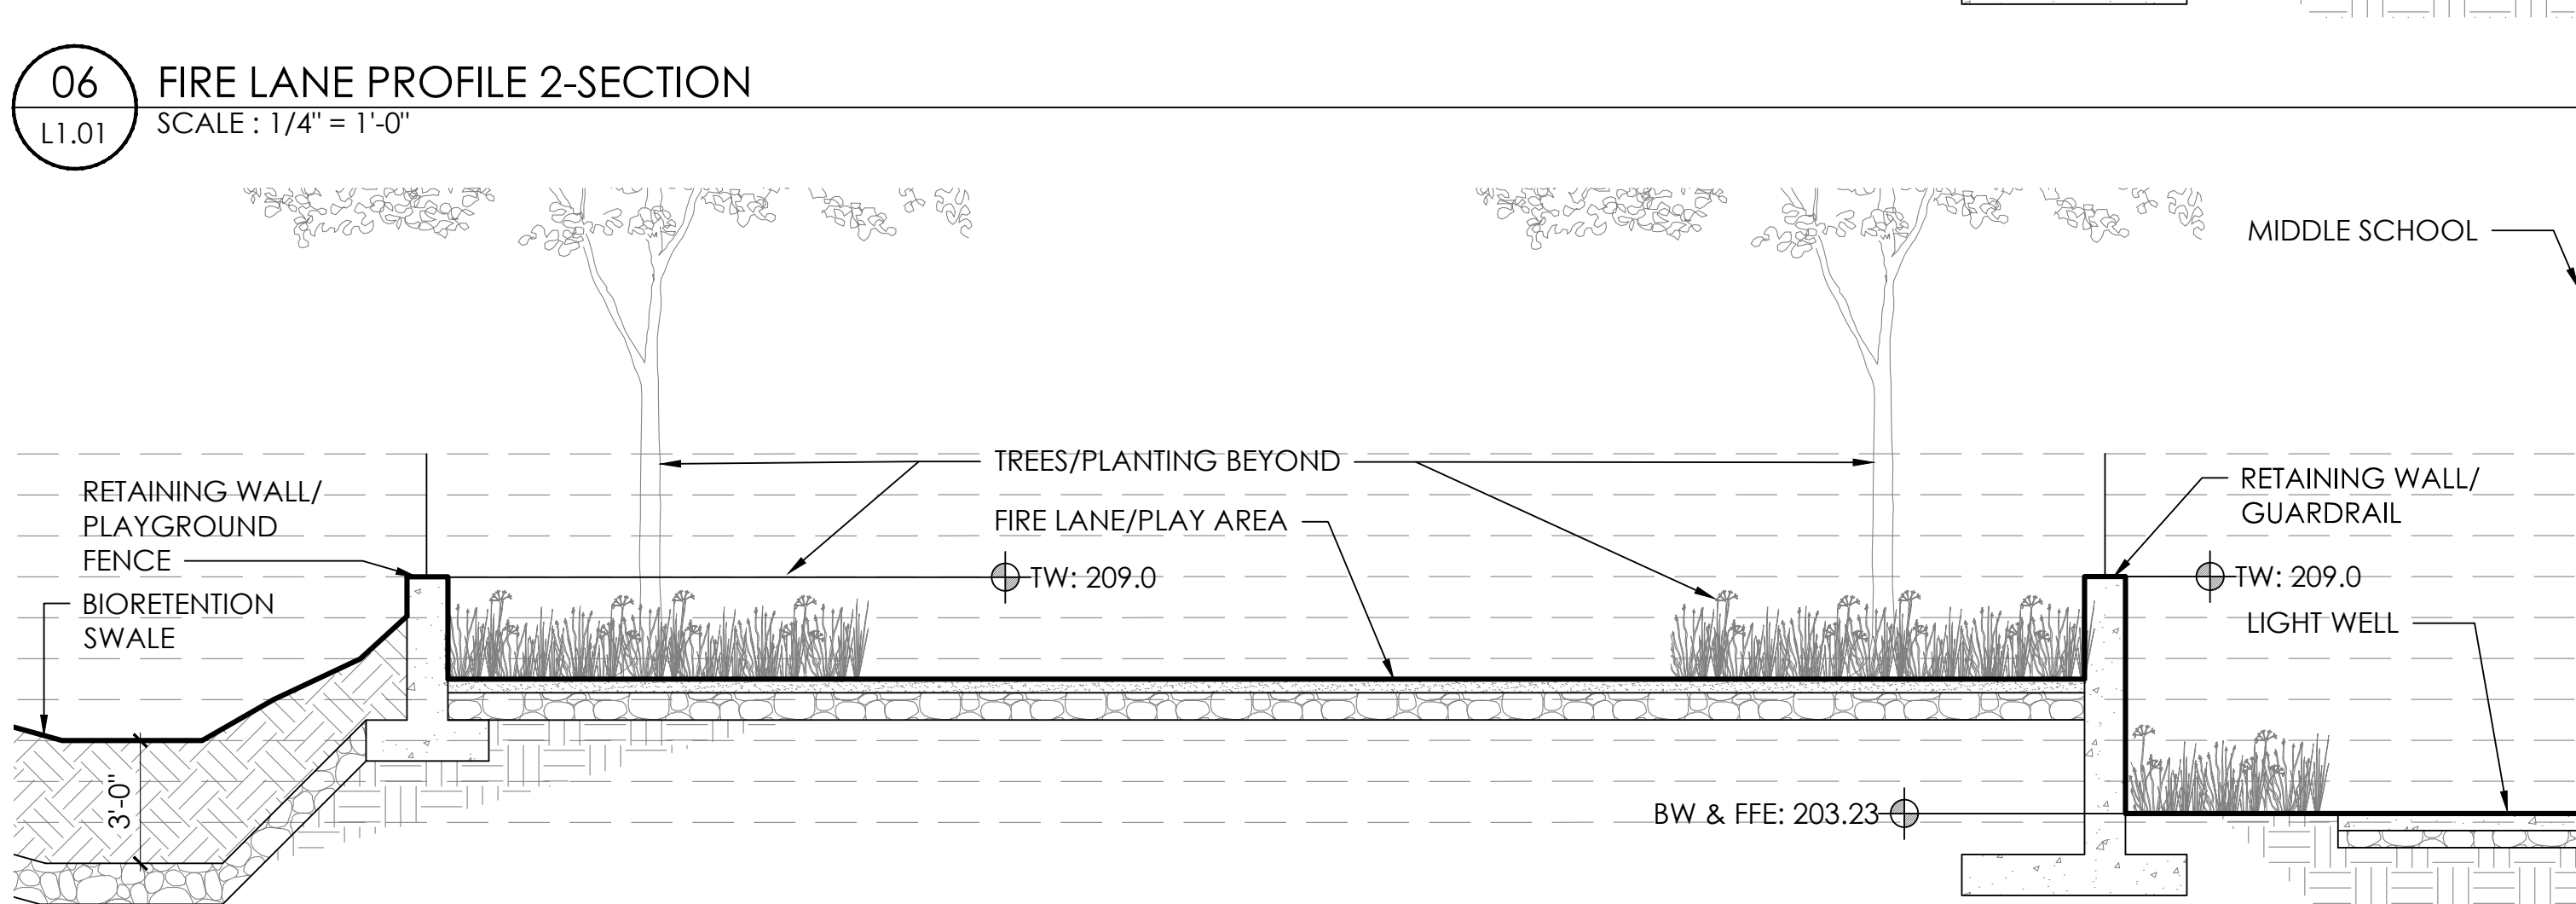 06
L1.01
FIRE LANE PROFILE 2-SECTION
SCALE : 1/4" = 1'-0"
MIDDLE SCHOOL
TREES/PLANTING BEYOND
RETAINING WALL/
PLAYGROUND
FENCE
FIRE LANE/PLAY AREA
RETAINING WALL/
GUARDRAIL
TW: 209.0
TW: 209.0
BIORETENTION
SWALE
LIGHT WELL
3'-0"
BW & FFE: 203.23